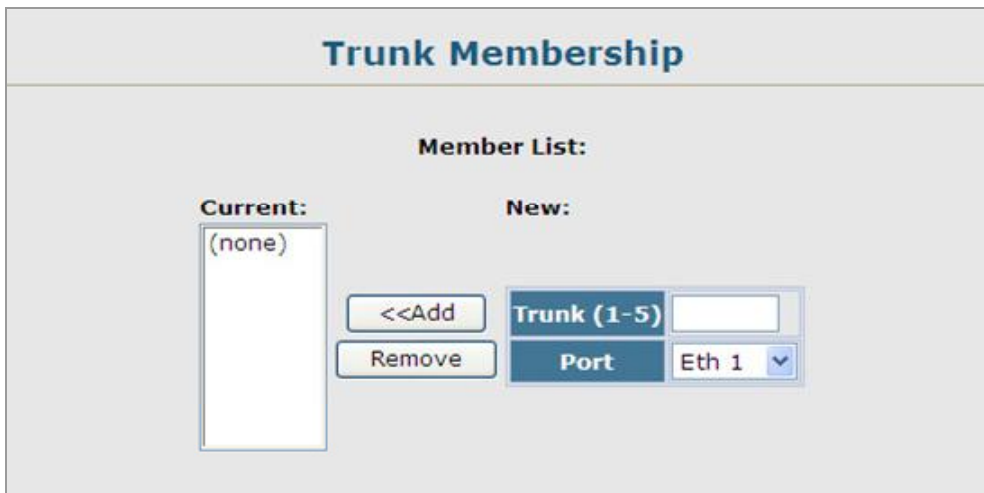 Trunk Membership
Member List:
Current: New:
(none)
<<Add Trunk (1-5)
Remove Port Eth 1